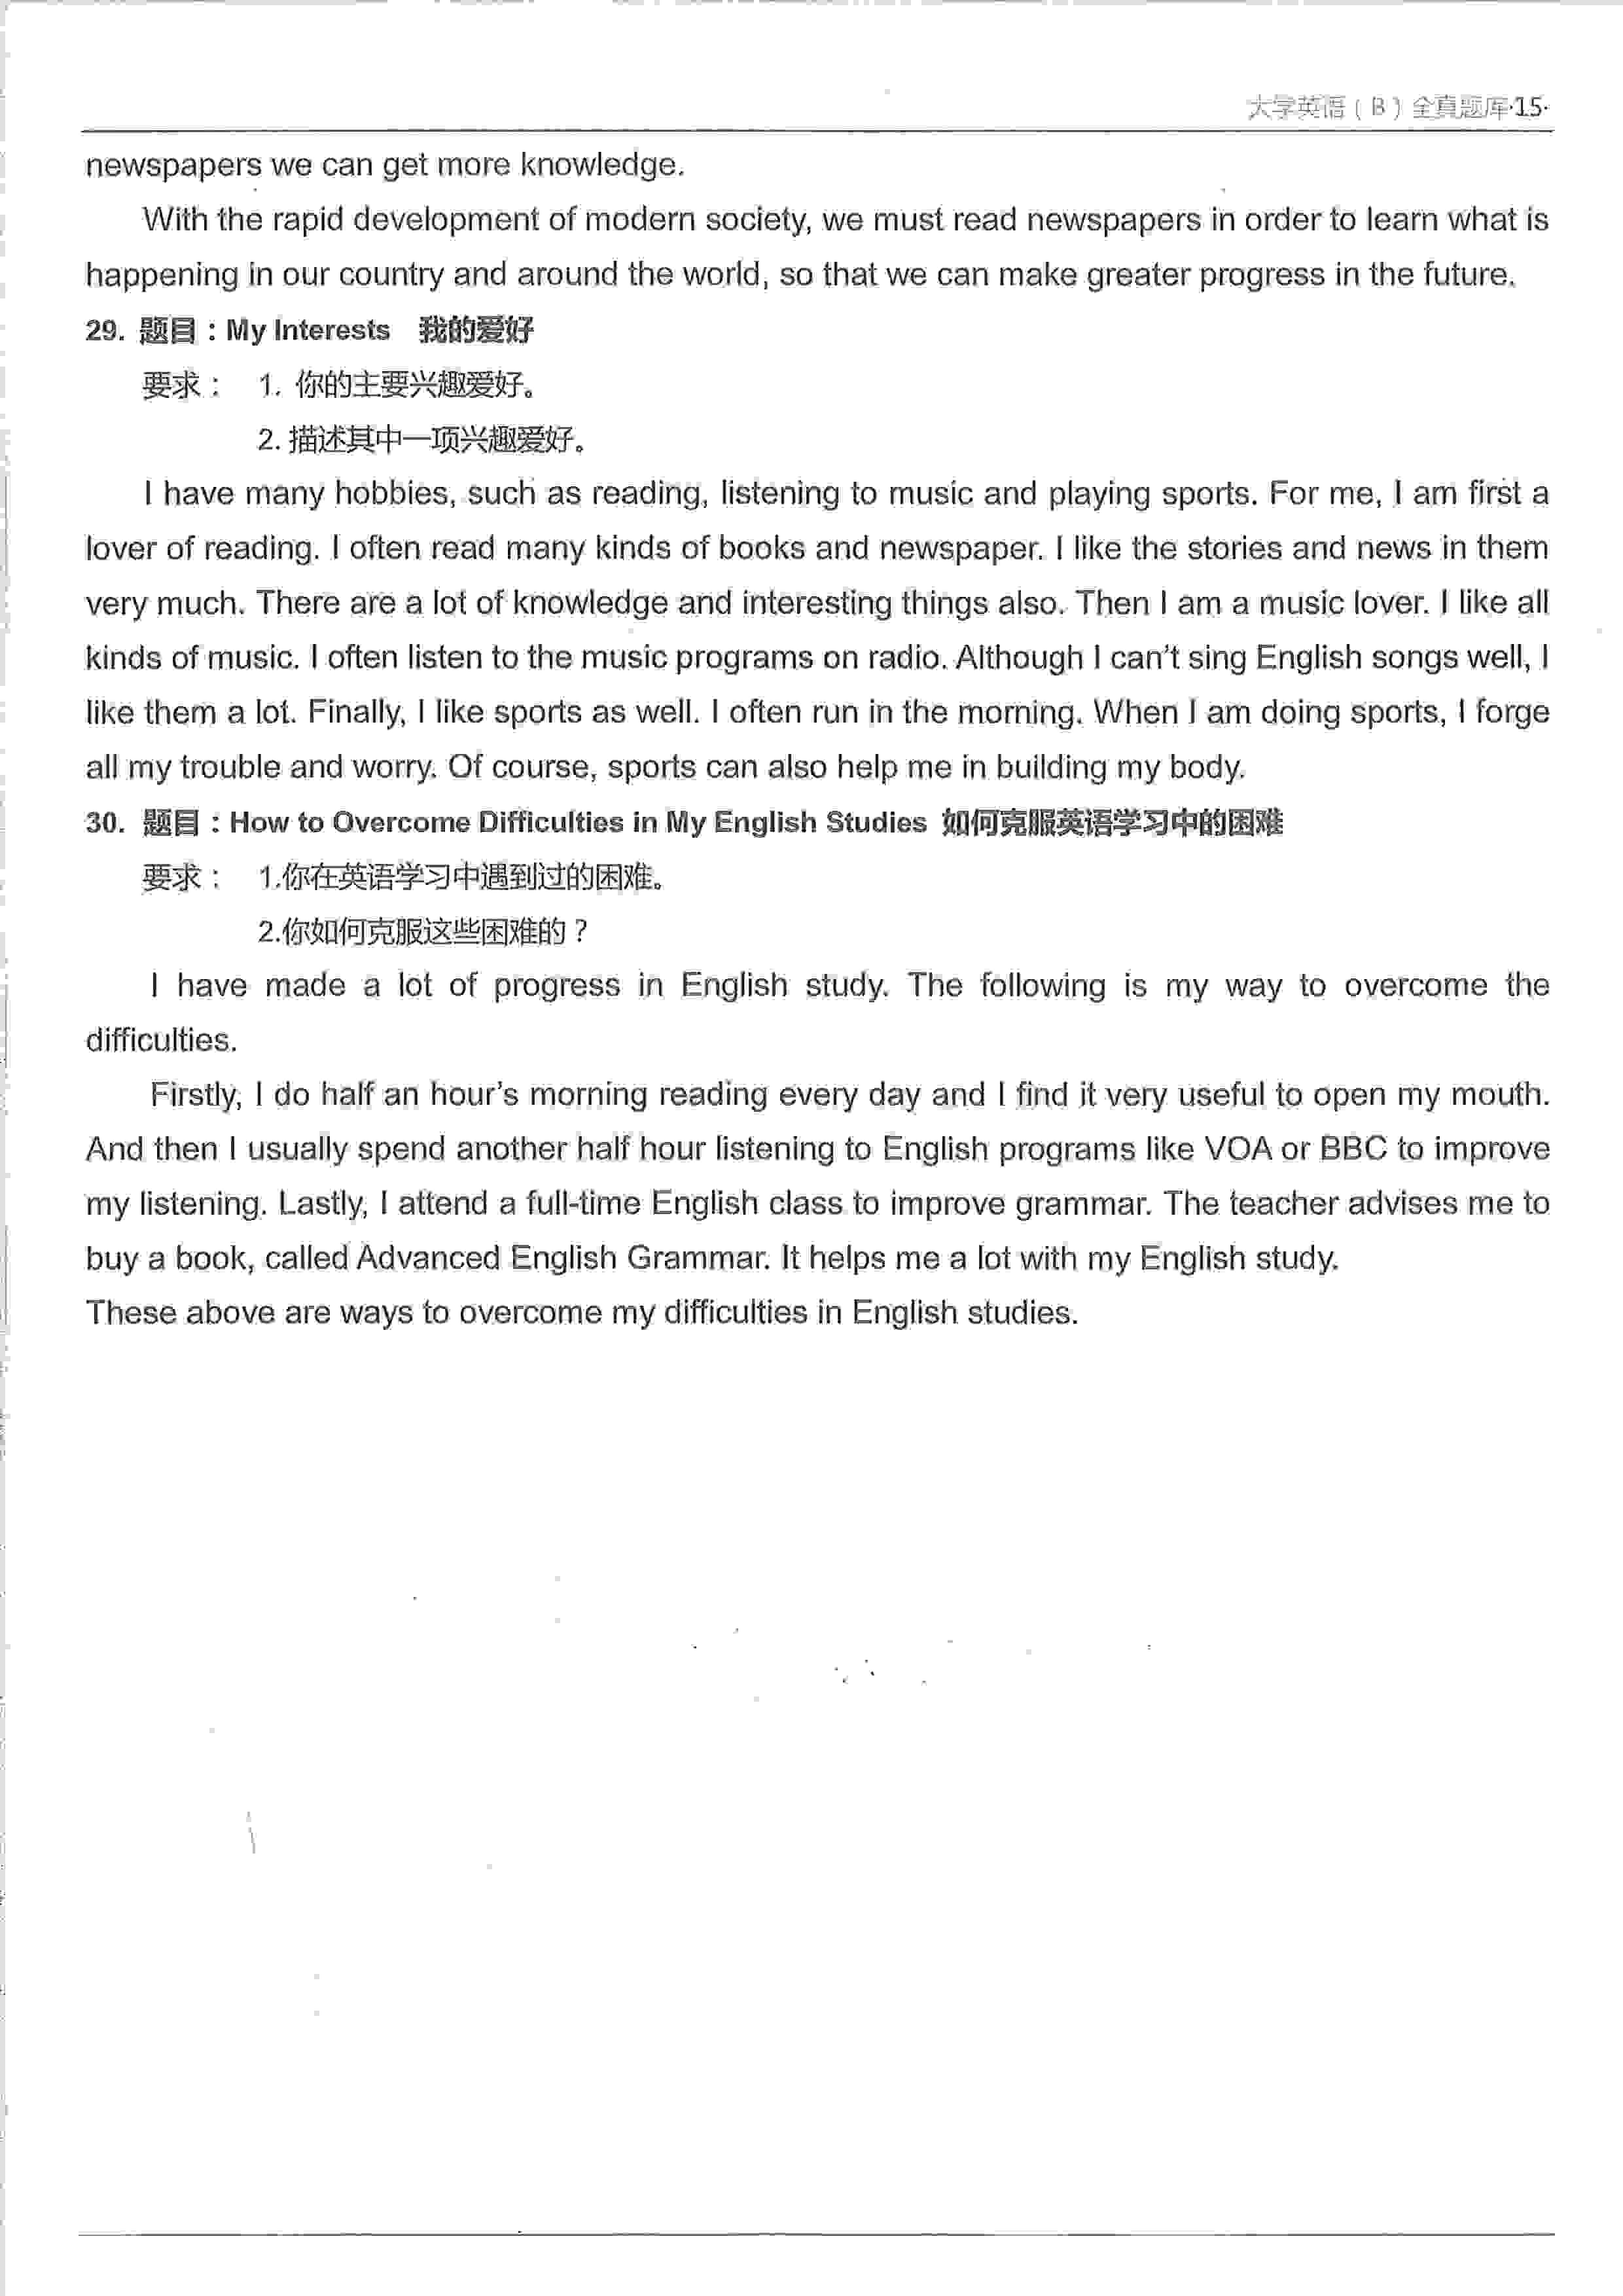 大学英语（B）全真题库·15·
newspapers we can get more knowledge.
With the rapid development of modern society, we must read newspapers in order to learn what is
happening in our country and around the world, so that we can make greater progress in the future.
29. 题目：My Interests 我的爱好
要求： 1. 你的主要兴趣爱好。
2. 描述其中一项兴趣爱好。
I have many hobbies, such as reading, listening to music and playing sports. For me, I am first a
lover of reading. I often read many kinds of books and newspaper. I like the stories and news in them
very much. There are a lot of knowledge and interesting things also. Then I am a music lover. I like all
kinds of music. I often listen to the music programs on radio. Although I can't sing English songs well, I
like them a lot. Finally, I like sports as well. I often run in the morning. When I am doing sports, I forge
all my trouble and worry. Of course, sports can also help me in building my body.
30. 题目：How to Overcome Difficulties in My English Studies 如何克服英语学习中的困难
要求： 1.你在英语学习中遇到过的困难。
2.你如何克服这些困难的？
I have made a lot of progress in English study. The following is my way to overcome the
difficulties.
Firstly, I do half an hour's morning reading every day and I find it very useful to open my mouth.
And then I usually spend another half hour listening to English programs like VOA or BBC to improve
my listening. Lastly, I attend a full-time English class to improve grammar. The teacher advises me to
buy a book, called Advanced English Grammar. It helps me a lot with my English study.
These above are ways to overcome my difficulties in English studies.